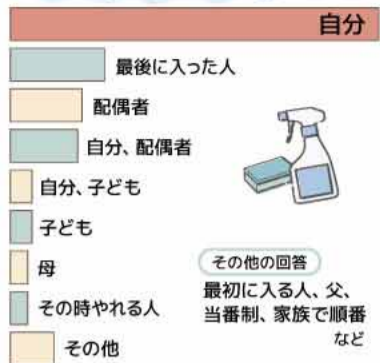 自分
最後に入った人
配偶者
自分、配偶者
自分、子ども
子ども
母
その時やれる人
その他
その他の回答
最初に入る人、父、
当番制、家族で順番
など